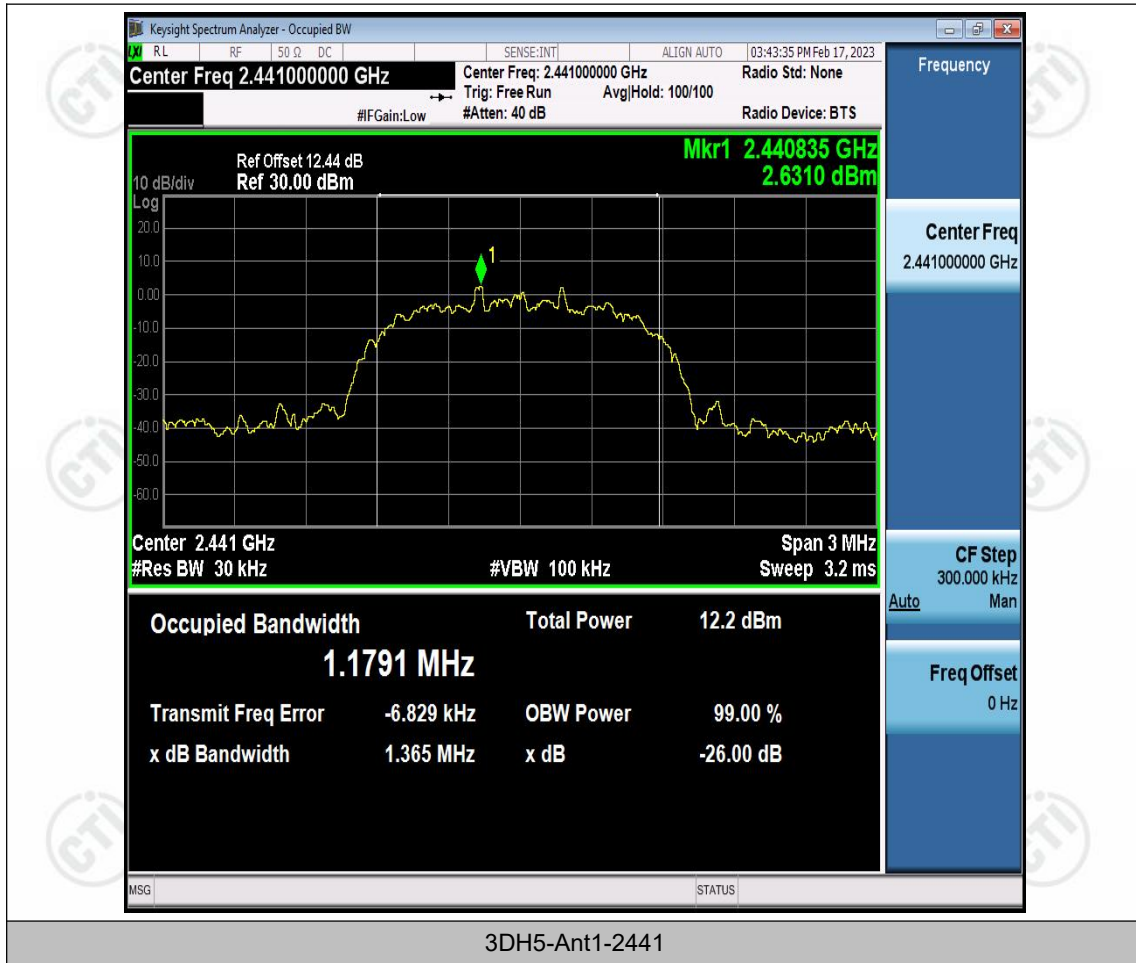 Keysight Spectrum Analyzer - Occupied BW
LXI RL RF 50 Ω DC SENSE:INT ALIGN AUTO 03:43:35 PM Feb 17, 2023
Center Freq 2.441000000 GHz
Center Freq: 2.441000000 GHz
Radio Std: None
Trig: Free Run Avg|Hold: 100/100
#IFGain:Low #Atten: 40 dB Radio Device: BTS
Mkr1 2.440835 GHz
2.6310 dBm
Ref Offset 12.44 dB
10 dB/div Ref 30.00 dBm
Log
20.0
10.0
0.00
-10.0
-20.0
-30.0
-40.0
-50.0
-60.0
1
Center 2.441 GHz Span 3 MHz
#Res BW 30 kHz #VBW 100 kHz Sweep 3.2 ms
Occupied Bandwidth Total Power 12.2 dBm
1.1791 MHz
Transmit Freq Error -6.829 kHz OBW Power 99.00 %
x dB Bandwidth 1.365 MHz x dB -26.00 dB
MSG STATUS
Frequency
Center Freq
2.441000000 GHz
CF Step
300.000 kHz
Auto Man
Freq Offset
0 Hz
CTI
CTI
CTI
CTI
CTI
CTI
3DH5-Ant1-2441